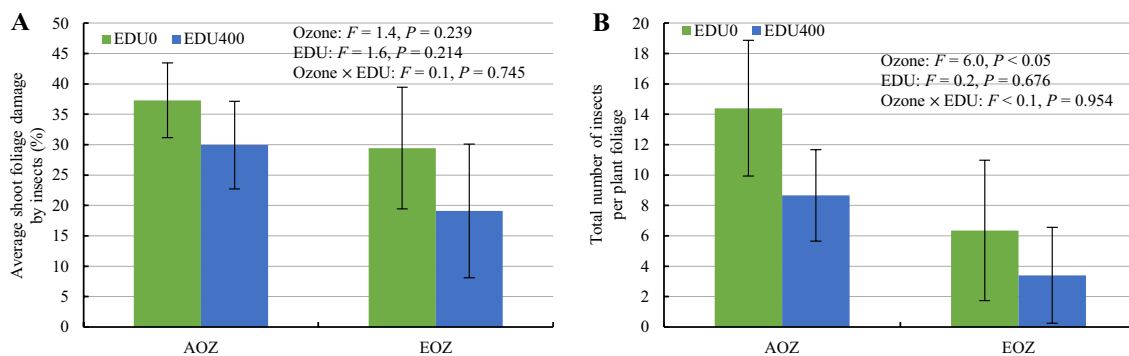 A
Average shoot foliage damage
by insects (%)
50
45
40
35
30
25
20
15
10
5
0
EDU0 EDU400
Ozone: F = 1.4, P = 0.239
EDU: F = 1.6, P = 0.214
Ozone × EDU: F = 0.1, P = 0.745
AOZ EOZ
B
Total number of insects
per plant foliage
20
18
16
14
12
10
8
6
4
2
0
EDU0 EDU400
Ozone: F = 6.0, P < 0.05
EDU: F = 0.2, P = 0.676
Ozone × EDU: F < 0.1, P = 0.954
AOZ EOZ